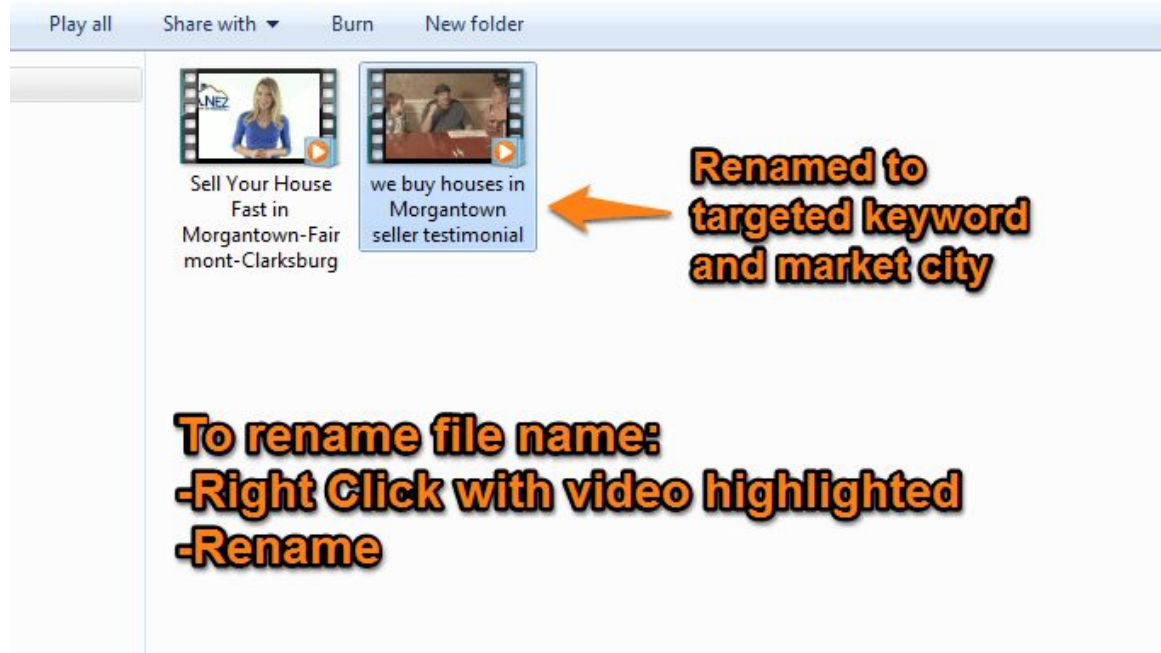 Play all Share with Burn New folder
Sell Your House
Fast in
Morgantown-Fair
mont-Clarksburg
we buy houses in
Morgantown
seller testimonial
Renamed to
targeted keyword
and market city
To rename file name:
-Right Click with video highlighted
-Rename